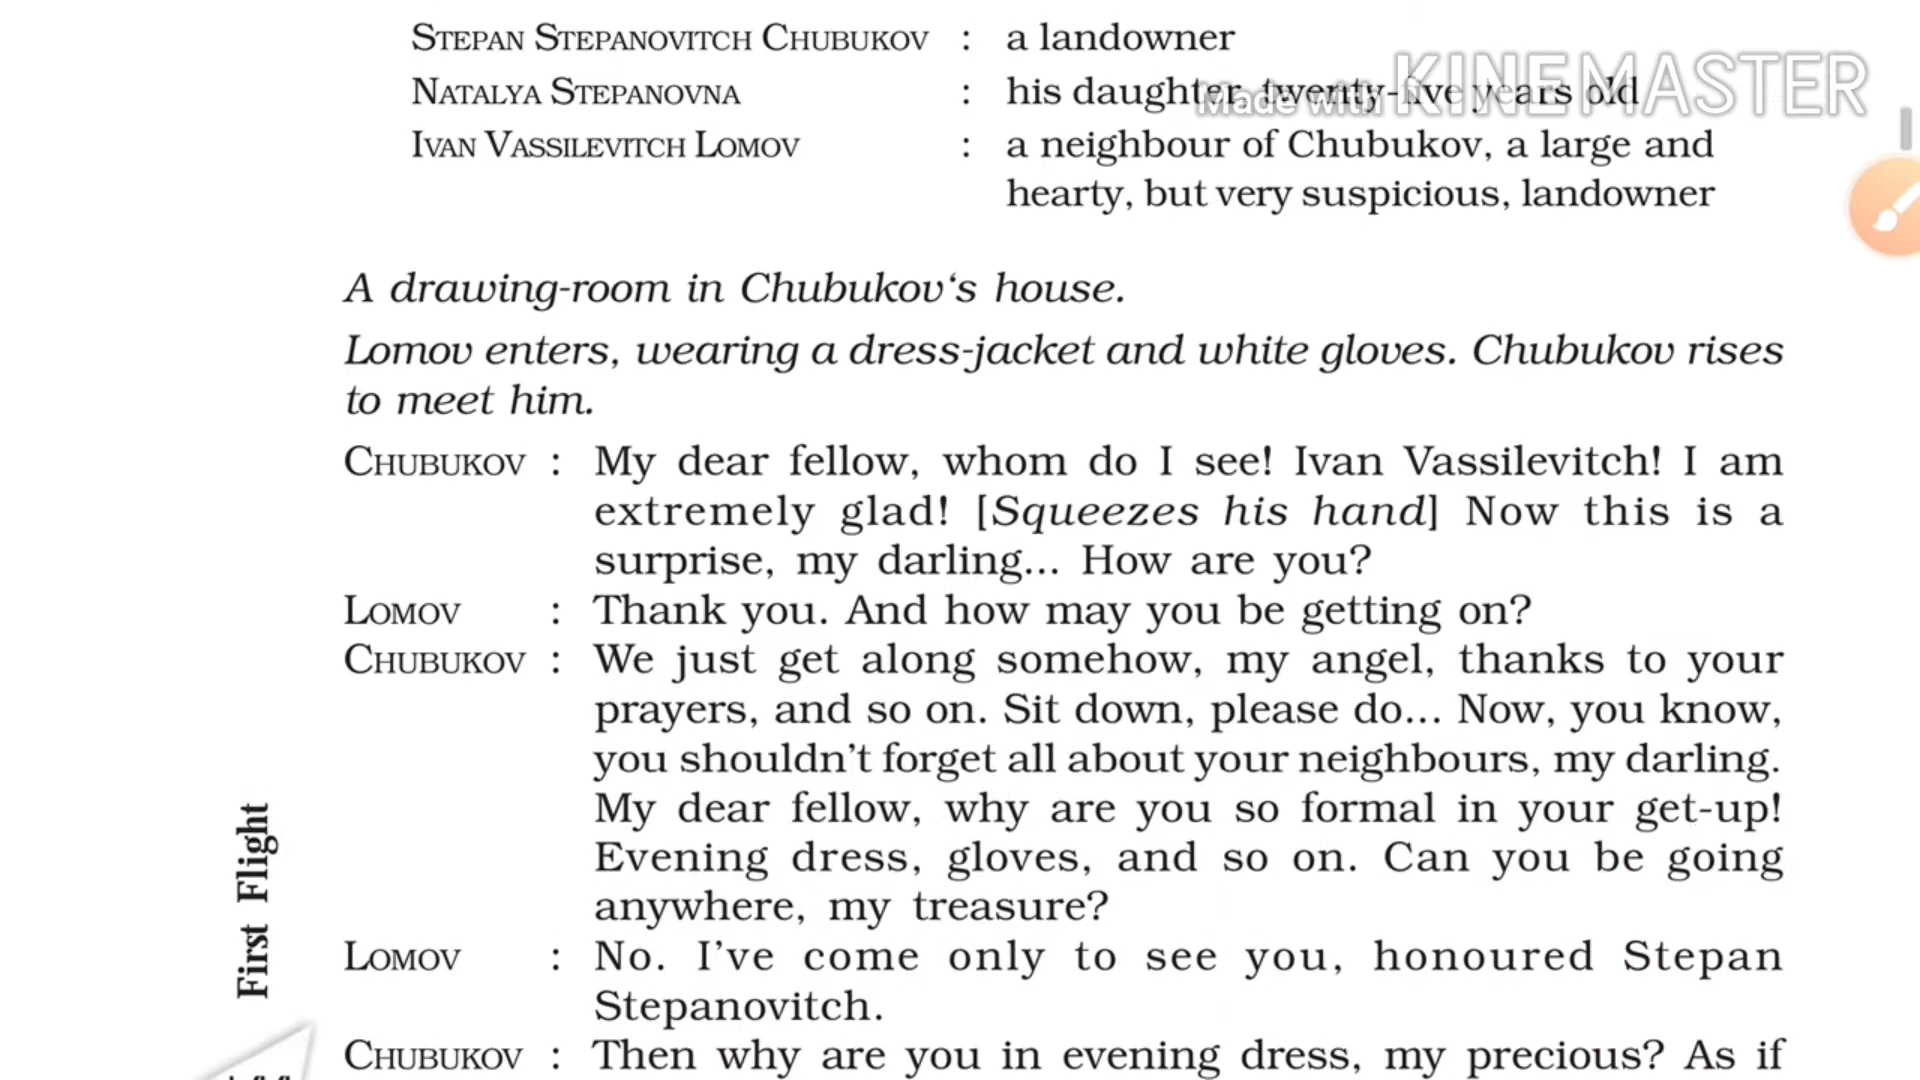 STEPAN STEPANOVITCH CHUBUKOV : a landowner
NATALYA STEPANOVNA : his daughter, twenty-five years old
Made with KINEMASTER
IVAN VASSILEVITCH LOMOV : a neighbour of Chubukov, a large and
hearty, but very suspicious, landowner
A drawing-room in Chubukov‘s house.
Lomov enters, wearing a dress-jacket and white gloves. Chubukov rises
to meet him.
CHUBUKOV : My dear fellow, whom do I see! Ivan Vassilevitch! I am
extremely glad! [Squeezes his hand] Now this is a
surprise, my darling... How are you?
LOMOV : Thank you. And how may you be getting on?
CHUBUKOV : We just get along somehow, my angel, thanks to your
prayers, and so on. Sit down, please do... Now, you know,
you shouldn’t forget all about your neighbours, my darling.
My dear fellow, why are you so formal in your get-up!
Evening dress, gloves, and so on. Can you be going
anywhere, my treasure?
LOMOV : No. I’ve come only to see you, honoured Stepan
Stepanovitch.
CHUBUKOV : Then why are you in evening dress, my precious? As if
First Flight